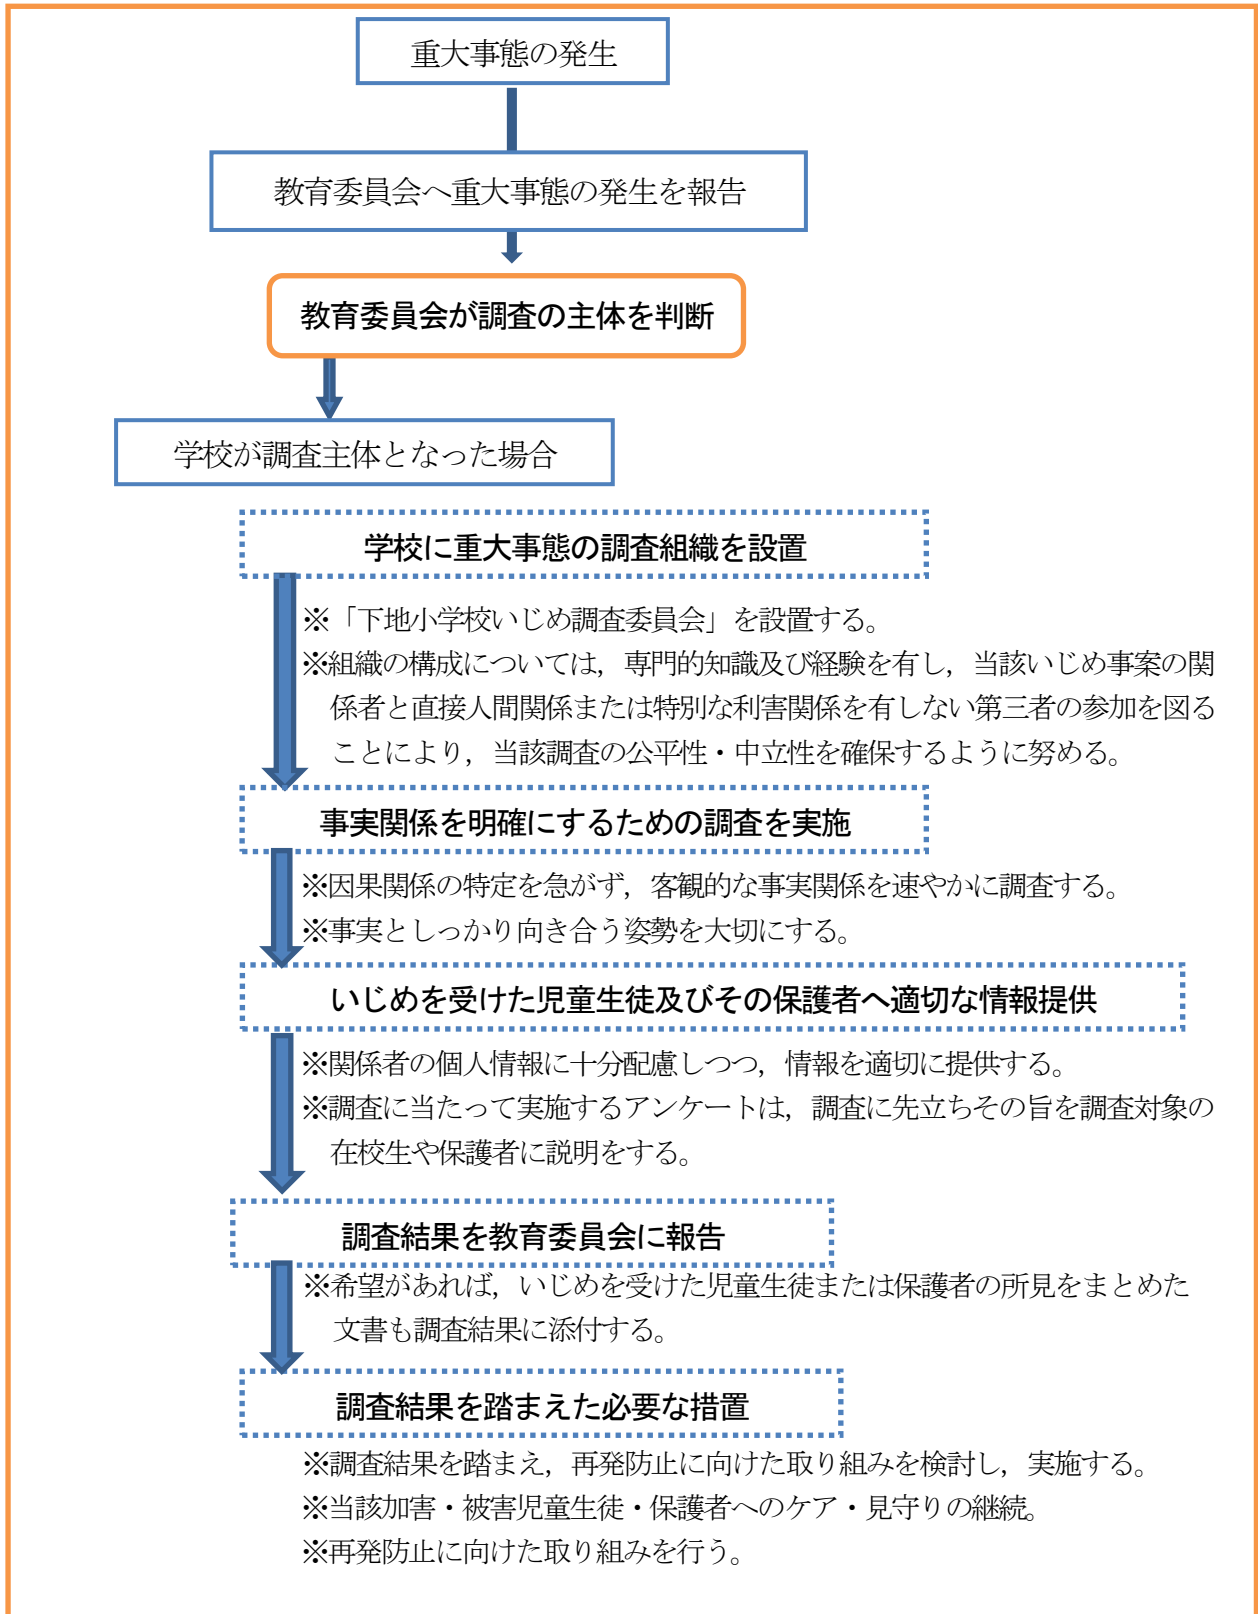 重大事態の発生
教育委員会へ重大事態の発生を報告
教育委員会が調査の主体を判断
学校が調査主体となった場合
学校に重大事態の調査組織を設置
※「下地小学校いじめ調査委員会」を設置する。
※組織の構成については，専門的知識及び経験を有し，当該いじめ事案の関
係者と直接人間関係または特別な利害関係を有しない第三者の参加を図る
ことにより，当該調査の公平性・中立性を確保するように努める。
事実関係を明確にするための調査を実施
※因果関係の特定を急がず，客観的な事実関係を速やかに調査する。
※事実としっかり向き合う姿勢を大切にする。
いじめを受けた児童生徒及びその保護者へ適切な情報提供
※関係者の個人情報に十分配慮しつつ，情報を適切に提供する。
※調査に当たって実施するアンケートは，調査に先立ちその旨を調査対象の
在校生や保護者に説明をする。
調査結果を教育委員会に報告
※希望があれば，いじめを受けた児童生徒または保護者の所見をまとめた
文書も調査結果に添付する。
調査結果を踏まえた必要な措置
※調査結果を踏まえ，再発防止に向けた取り組みを検討し，実施する。
※当該加害・被害児童生徒・保護者へのケア・見守りの継続。
※再発防止に向けた取り組みを行う。